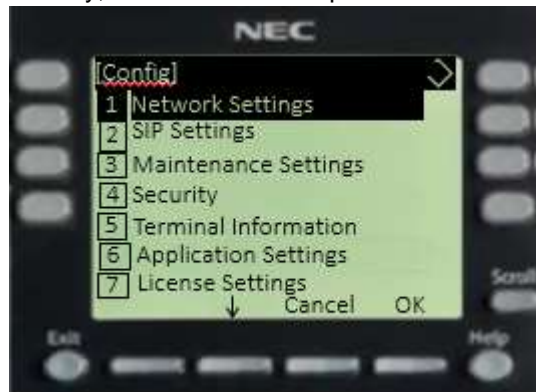 NEC
[Config]
1 Network Settings
2 SIP Settings
3 Maintenance Settings
4 Security
5 Terminal Information
6 Application Settings
7 License Settings
↓ Cancel OK
Scroll
Exit
Help